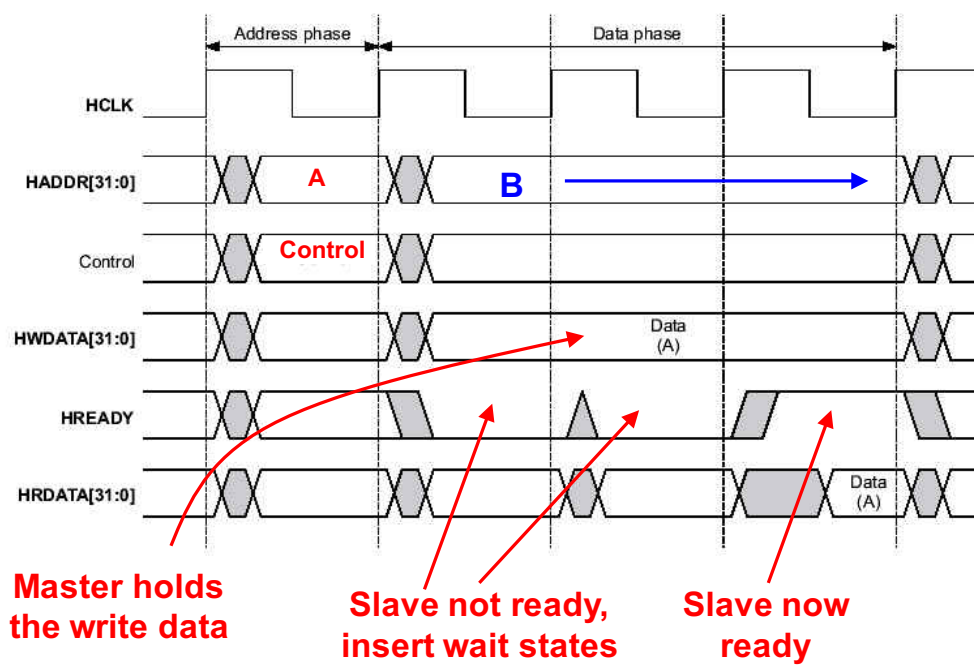 Address phase
Data phase
HCLK
HADDR[31:0]
A
B
Control
Control
HWDATA[31:0]
Data
(A)
HREADY
HRDATA[31:0]
Data
(A)
Master holds
the write data
Slave not ready,
insert wait states
Slave now
ready